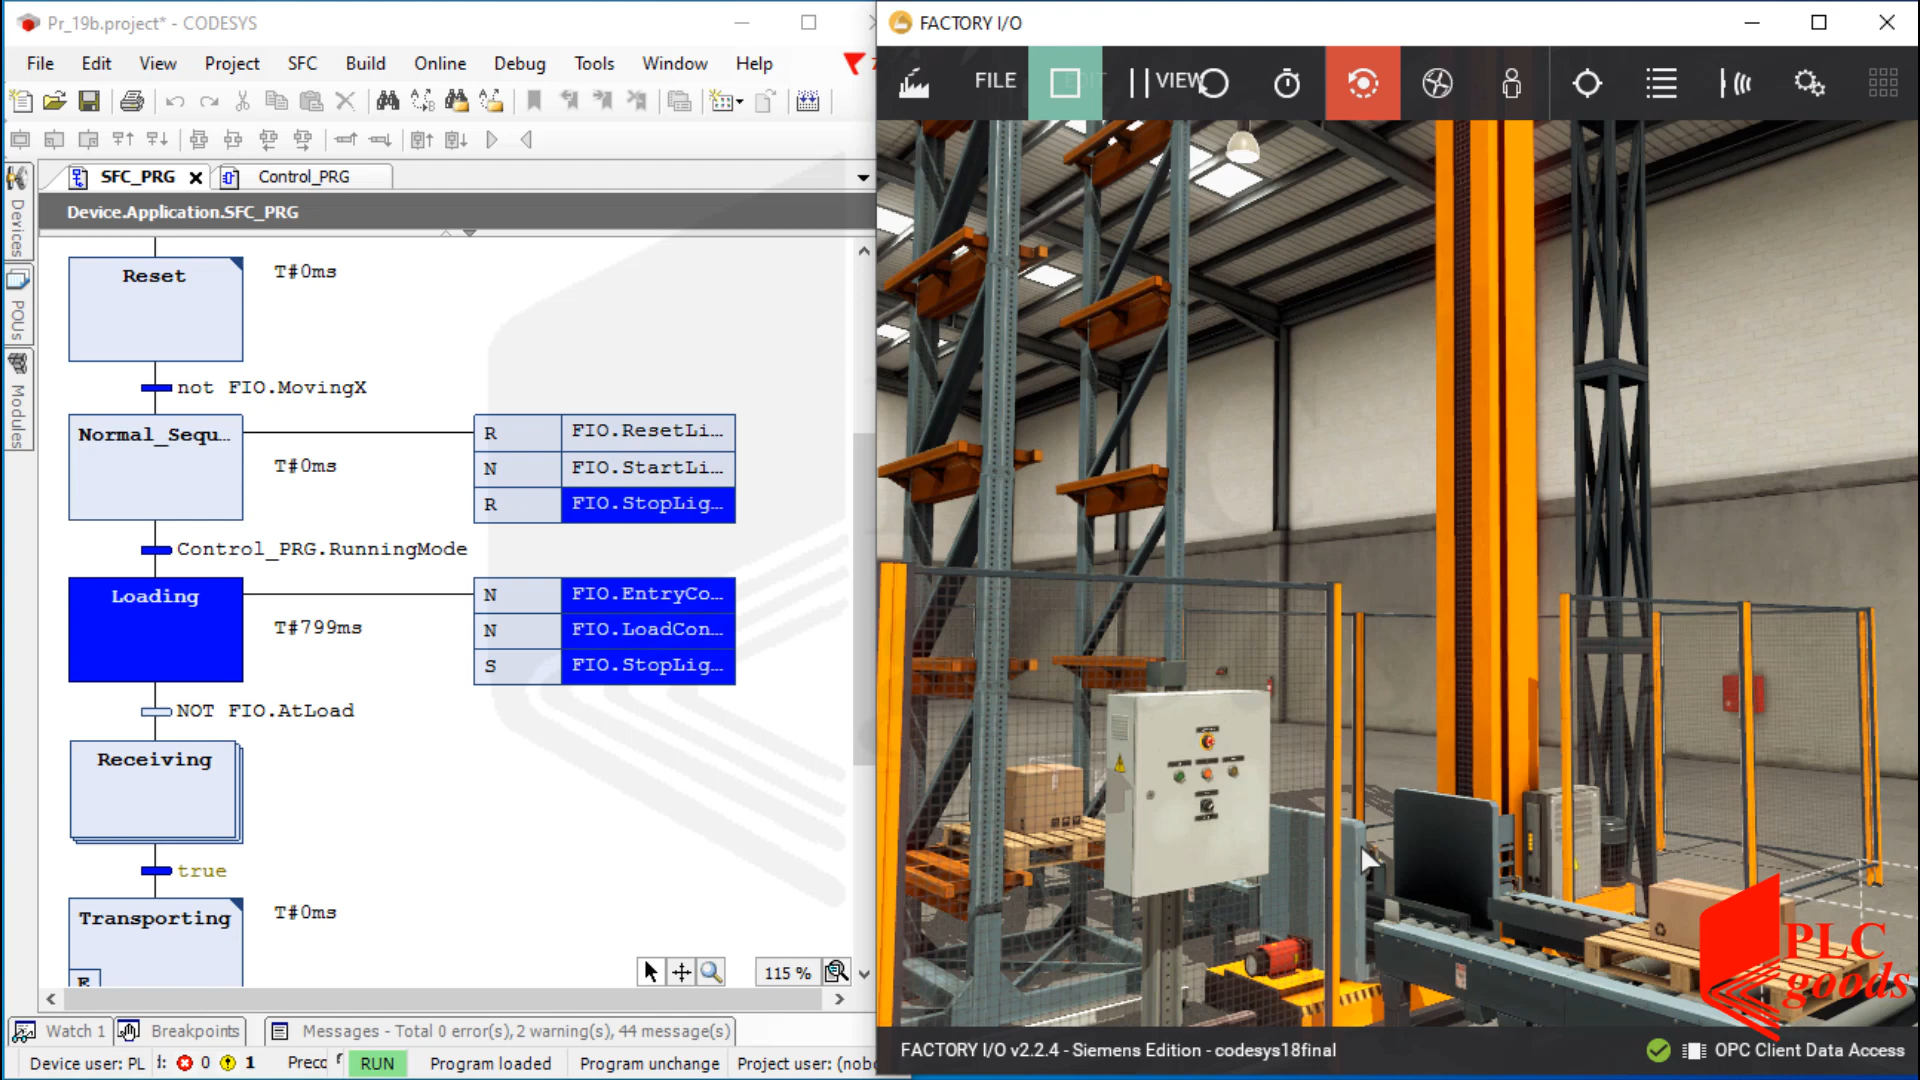 Pr_19b.project* - CODESYS
File Edit View Project SFC Build Online Debug Tools Window Help
SFC_PRG
Control_PRG
Device.Application.SFC_PRG
Reset
T#0ms
not FIO.MovingX
Normal_Sequ...
T#0ms
R FIO.ResetLi...
N FIO.StartLi...
R FIO.StopLig...
Control_PRG.RunningMode
Loading
T#799ms
N FIO.EntryCo...
N FIO.LoadCon...
S FIO.StopLig...
NOT FIO.AtLoad
Receiving
true
Transporting
T#0ms
E
115 %
Devices
POUs
Modules
Watch 1
Breakpoints
Messages - Total 0 error(s), 2 warning(s), 44 message(s)
Device user: PL
0
1
RUN
Program loaded
Program unchange
Project user: (nobo
FACTORY I/O
FILE
EDIT
VIEW
PLC
goods
FACTORY I/O v2.2.4 - Siemens Edition - codesys18final
OPC Client Data Access